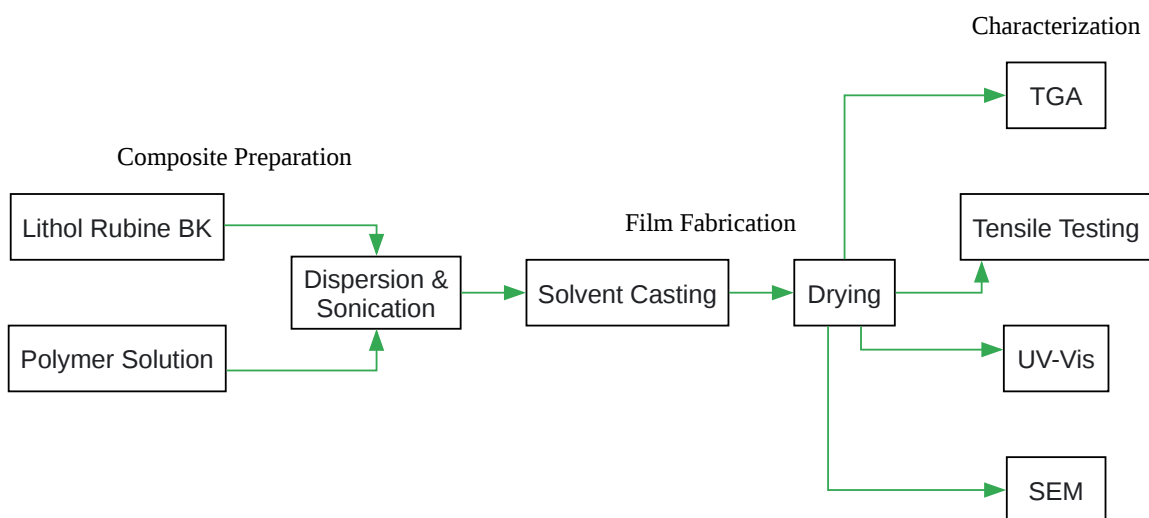 Characterization
TGA
Composite Preparation
Lithol Rubine BK
Film Fabrication
Tensile Testing
Dispersion &
Sonication
Solvent Casting
Drying
Polymer Solution
UV-Vis
SEM